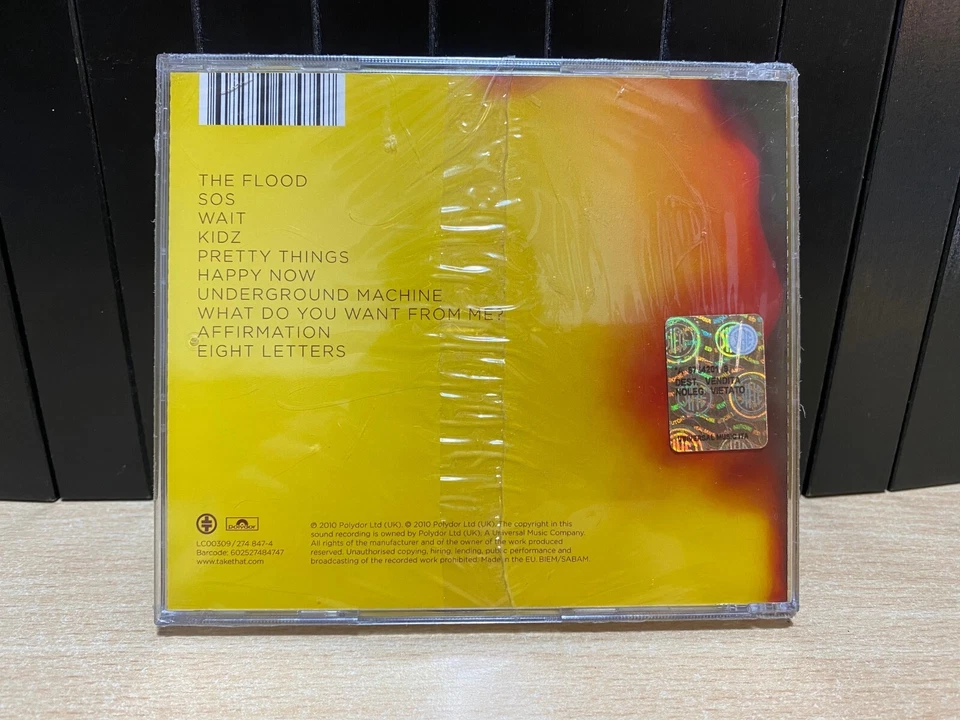 THE FLOOD
SOS
WAIT
KIDZ
PRETTY THINGS
HAPPY NOW
UNDERGROUND MACHINE
WHAT DO YOU WANT FROM ME?
AFFIRMATION
EIGHT LETTERS
DEST. VENDITA
NOLEG. VIETATO
polydor
LC00309/274 847-4
Barcode: 602527484747
www.takethat.com
℗ 2010 Polydor Ltd (UK). © 2010 Polydor Ltd (UK). The copyright in this
sound recording is owned by Polydor Ltd (UK). A Universal Music Company.
All rights of the manufacturer and of the owner of the work produced
reserved. Unauthorised copying, hiring, lending, public performance and
broadcasting of the recorded work prohibited. Made in the EU. BIEM/SABAM.